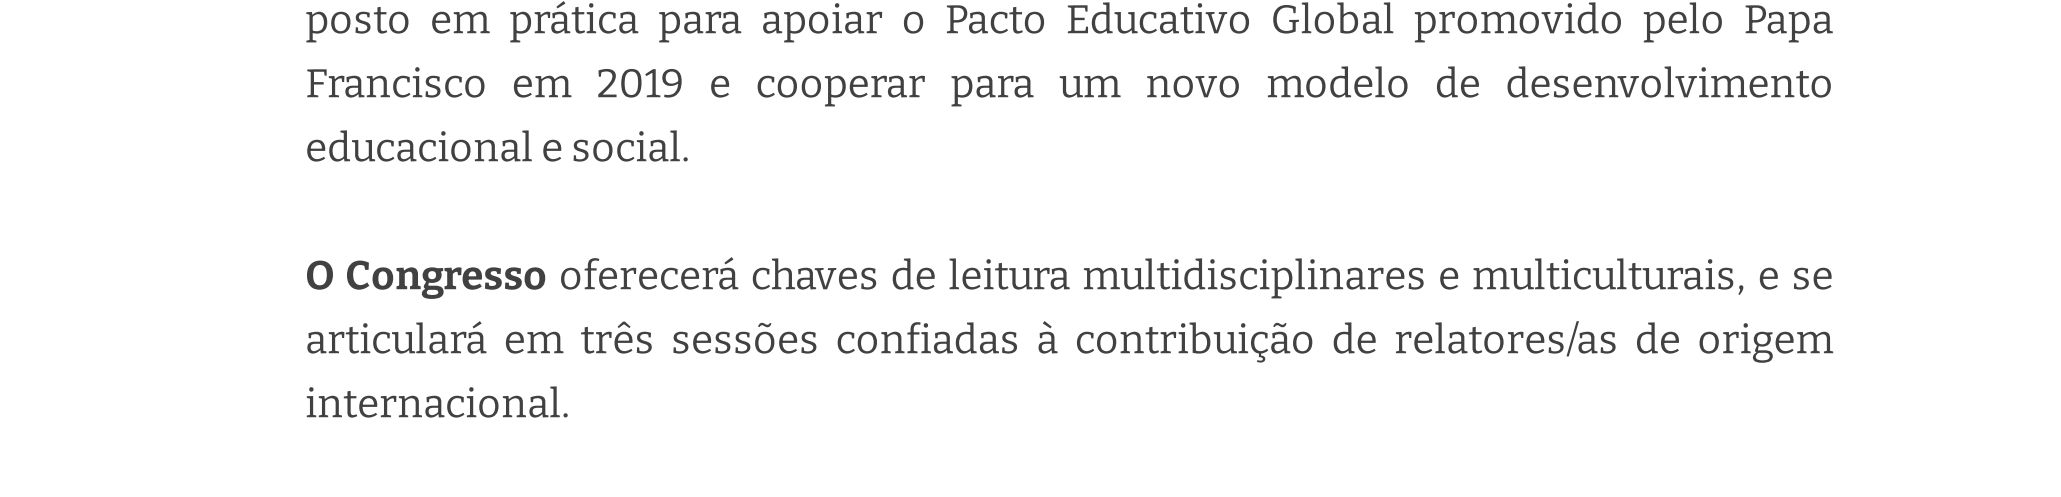 posto em prática para apoiar o Pacto Educativo Global promovido pelo Papa
Francisco em 2019 e cooperar para um novo modelo de desenvolvimento
educacional e social.
O Congresso oferecerá chaves de leitura multidisciplinares e multiculturais, e se
articulará em três sessões confiadas à contribuição de relatores/as de origem
internacional.